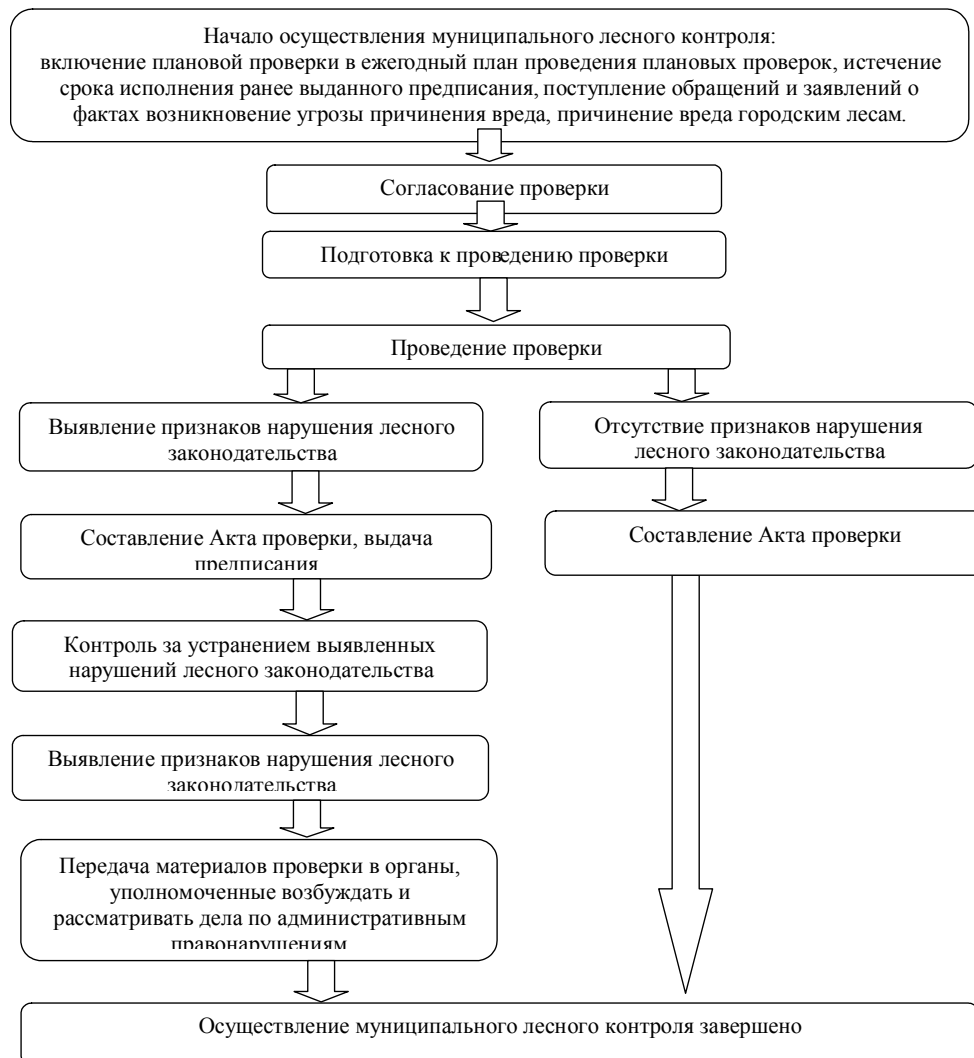 Начало осуществления муниципального лесного контроля:
включение плановой проверки в ежегодный план проведения плановых проверок, истечение
срока исполнения ранее выданного предписания, поступление обращений и заявлений о
фактах возникновение угрозы причинения вреда, причинение вреда городским лесам.
Согласование проверки
Подготовка к проведению проверки
Проведение проверки
Выявление признаков нарушения лесного
законодательства
Отсутствие признаков нарушения
лесного законодательства
Составление Акта проверки, выдача
предписания
Составление Акта проверки
Контроль за устранением выявленных
нарушений лесного законодательства
Выявление признаков нарушения лесного
законодательства
Передача материалов проверки в органы,
уполномоченные возбуждать и
рассматривать дела по административным
правонарушениям
Осуществление муниципального лесного контроля завершено